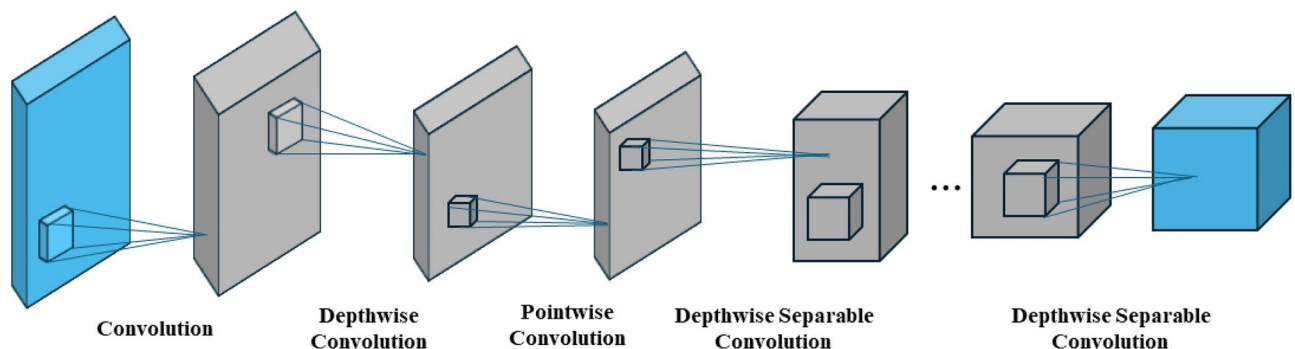 Convolution
Depthwise
Convolution
Pointwise
Convolution
Depthwise Separable
Convolution
...
Depthwise Separable
Convolution